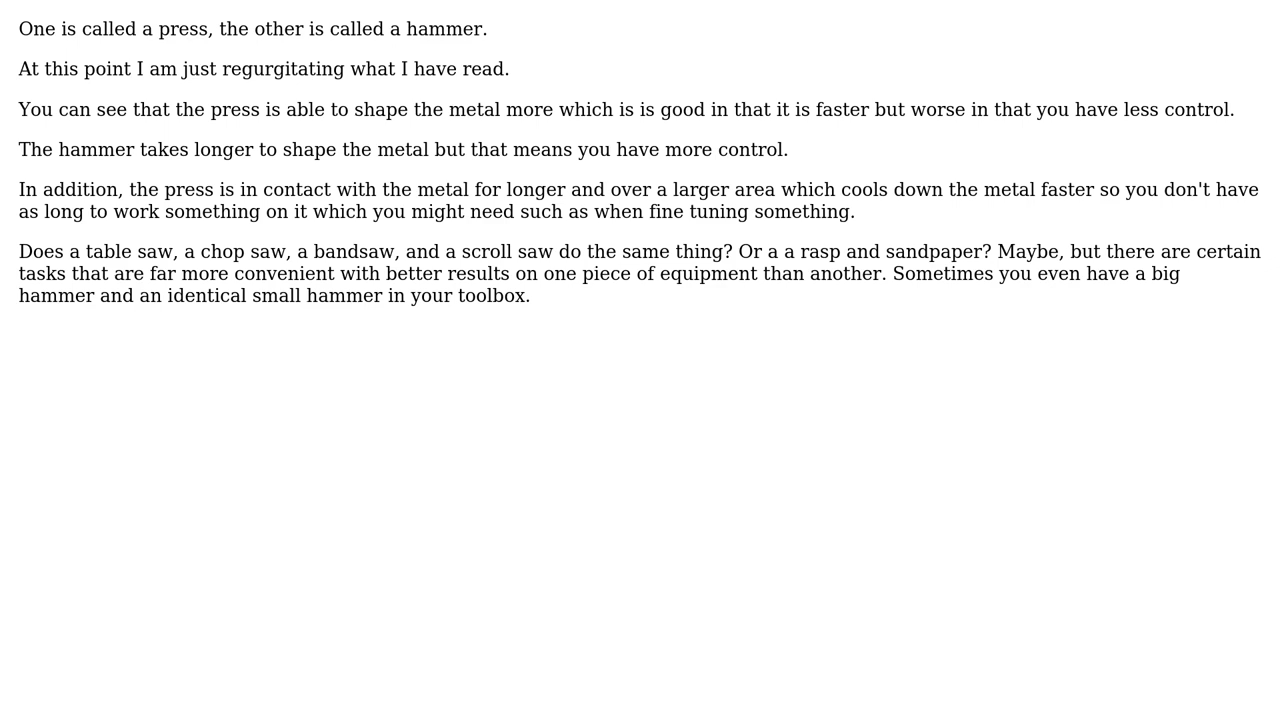 One is called a press, the other is called a hammer.
At this point I am just regurgitating what I have read.
You can see that the press is able to shape the metal more which is is good in that it is faster but worse in that you have less control.
The hammer takes longer to shape the metal but that means you have more control.
In addition, the press is in contact with the metal for longer and over a larger area which cools down the metal faster so you don't have
as long to work something on it which you might need such as when fine tuning something.
Does a table saw, a chop saw, a bandsaw, and a scroll saw do the same thing? Or a a rasp and sandpaper? Maybe, but there are certain
tasks that are far more convenient with better results on one piece of equipment than another. Sometimes you even have a big
hammer and an identical small hammer in your toolbox.